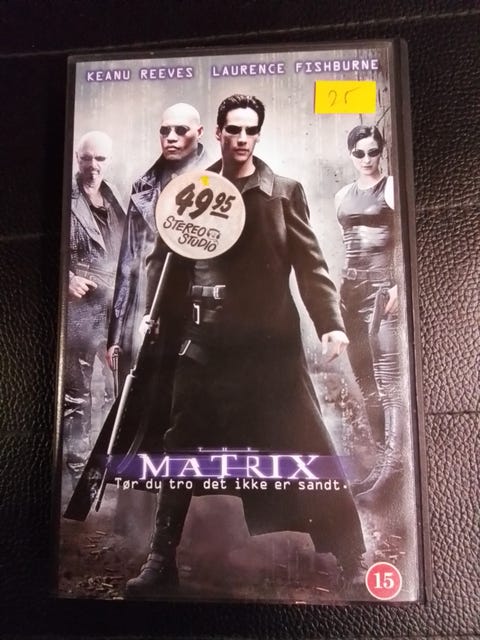 KEANU REEVES LAURENCE FISHBURNE
25
49.95
STEREO
STUDIO
THE
MATRIX
Tør du tro det ikke er sandt.
15